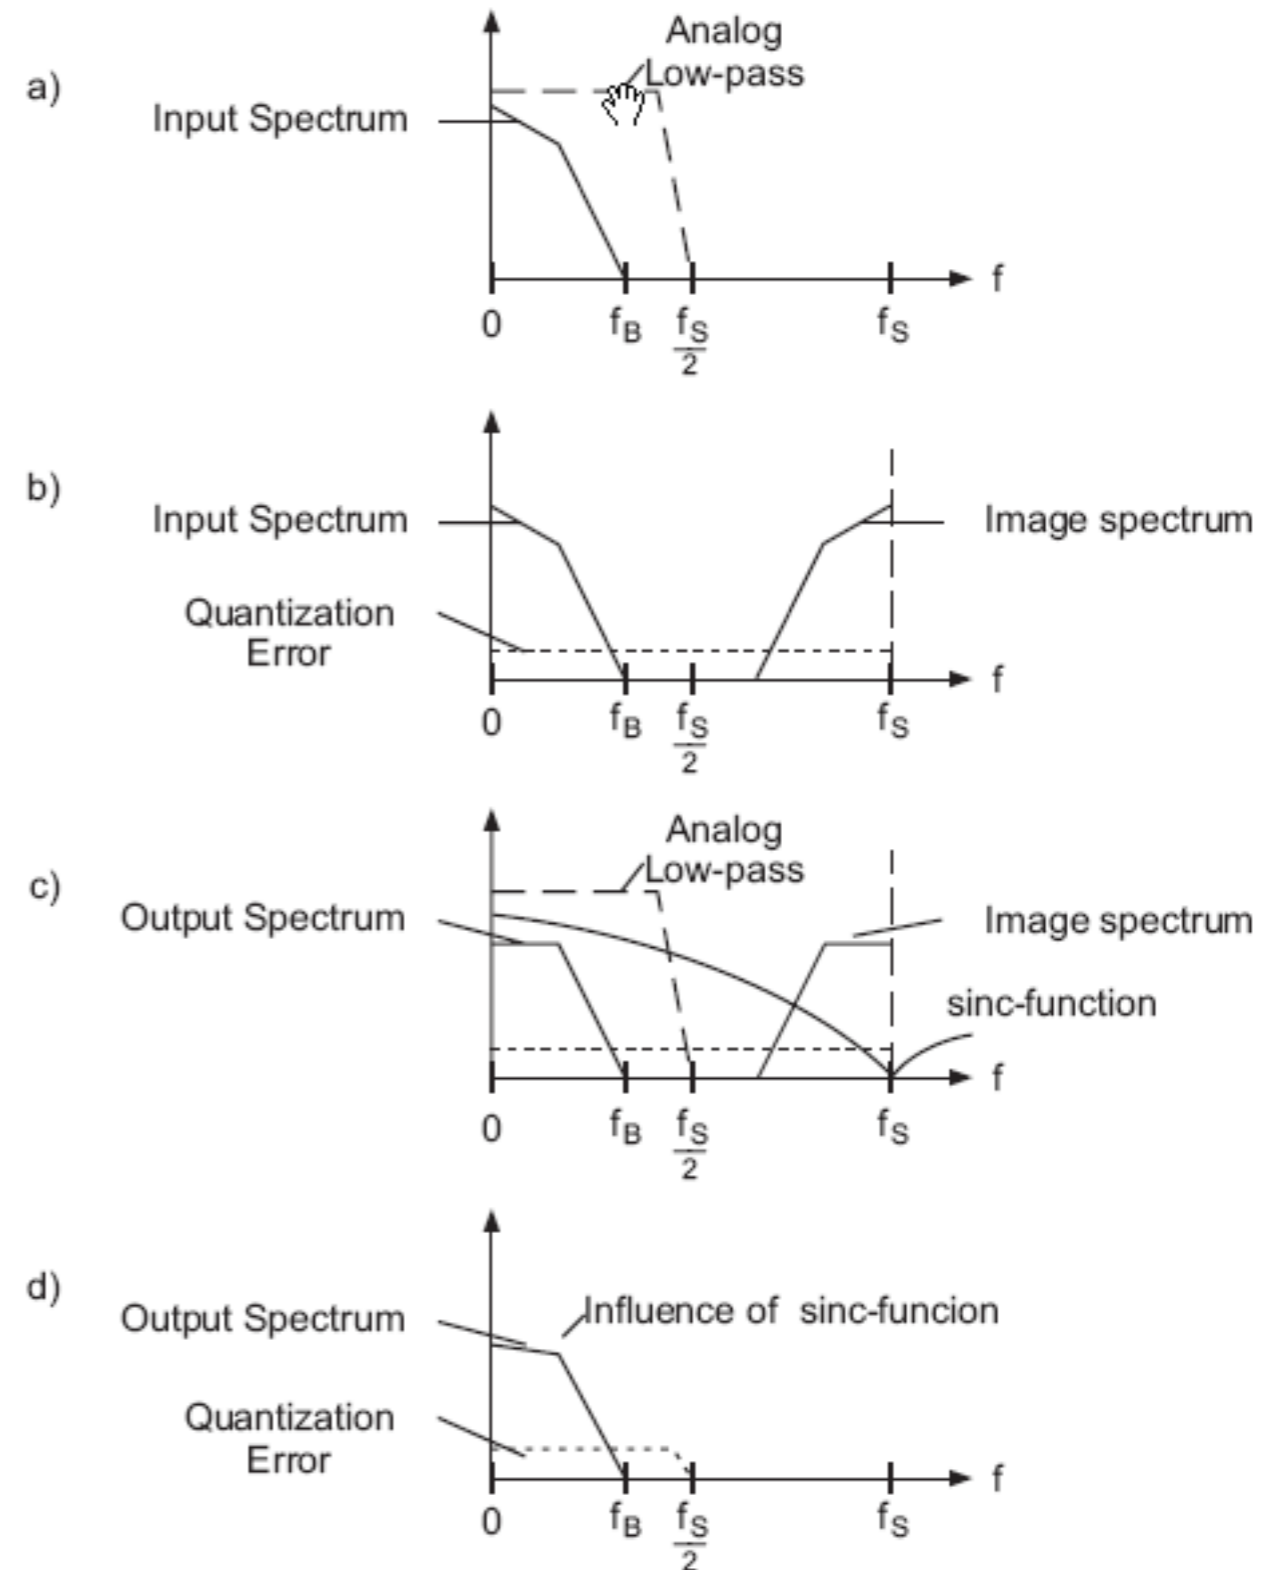 a)
Analog
Low-pass
Input Spectrum
f
0
fB
fS
2
fS
b)
Input Spectrum
Image spectrum
Quantization
Error
f
0
fB
fS
2
fS
c)
Analog
Low-pass
Output Spectrum
Image spectrum
sinc-function
f
0
fB
fS
2
fS
d)
Output Spectrum
Influence of sinc-funcion
Quantization
Error
f
0
fB
fS
2
fS